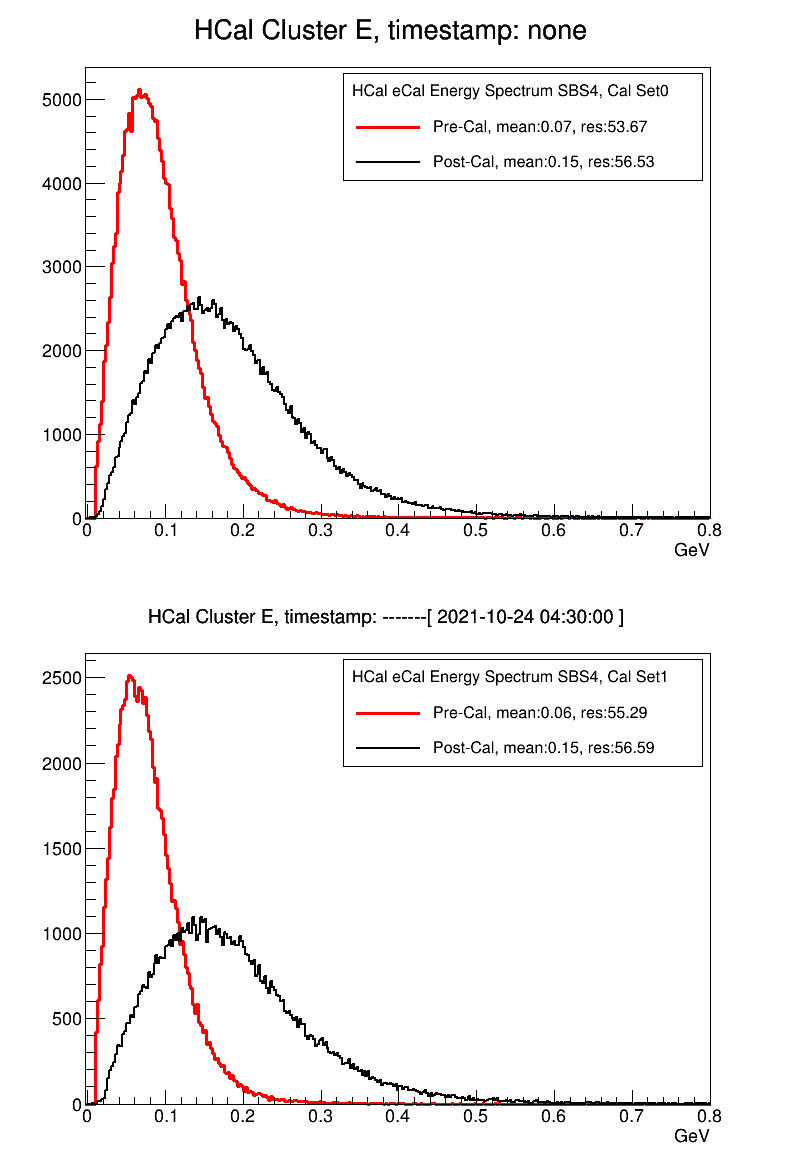 HCal Cluster E, timestamp: none
HCal eCal Energy Spectrum SBS4, Cal Set0
Pre-Cal, mean:0.07, res:53.67
Post-Cal, mean:0.15, res:56.53
5000
4000
3000
2000
1000
0
0 0.1 0.2 0.3 0.4 0.5 0.6 0.7 0.8
GeV
HCal Cluster E, timestamp: -------[ 2021-10-24 04:30:00 ]
HCal eCal Energy Spectrum SBS4, Cal Set1
Pre-Cal, mean:0.06, res:55.29
Post-Cal, mean:0.15, res:56.59
2500
2000
1500
1000
500
0
0 0.1 0.2 0.3 0.4 0.5 0.6 0.7 0.8
GeV